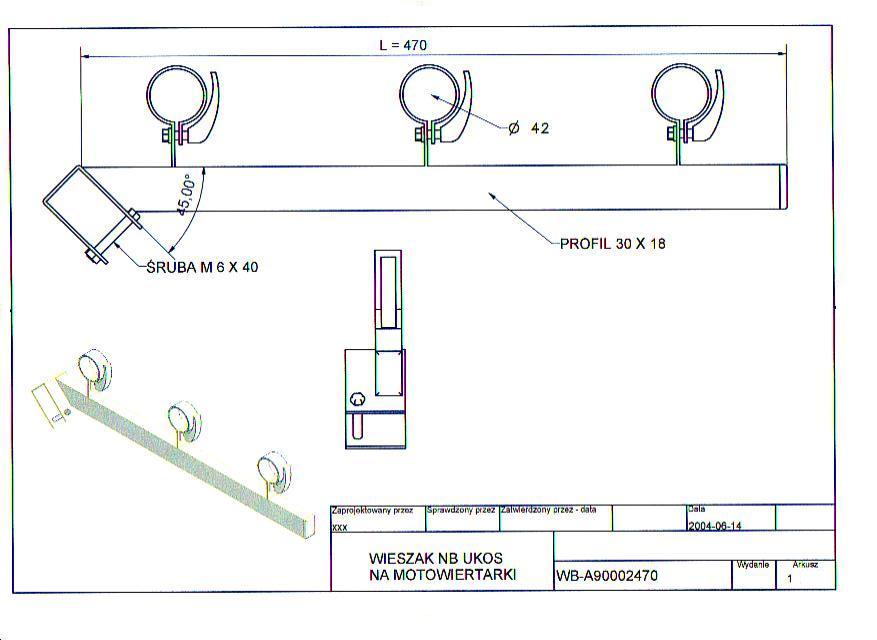 L = 470
Ø 42
45,00°
PROFIL 30 X 18
ŚRUBA M 6 X 40
Zaprojektowany przez
Sprawdzony przez
Zatwierdzony przez - data
Data
xxx
2004-06-14
WIESZAK NB UKOS
NA MOTOWIERTARKI
WB-A90002470
Wydanie
Arkusz
1